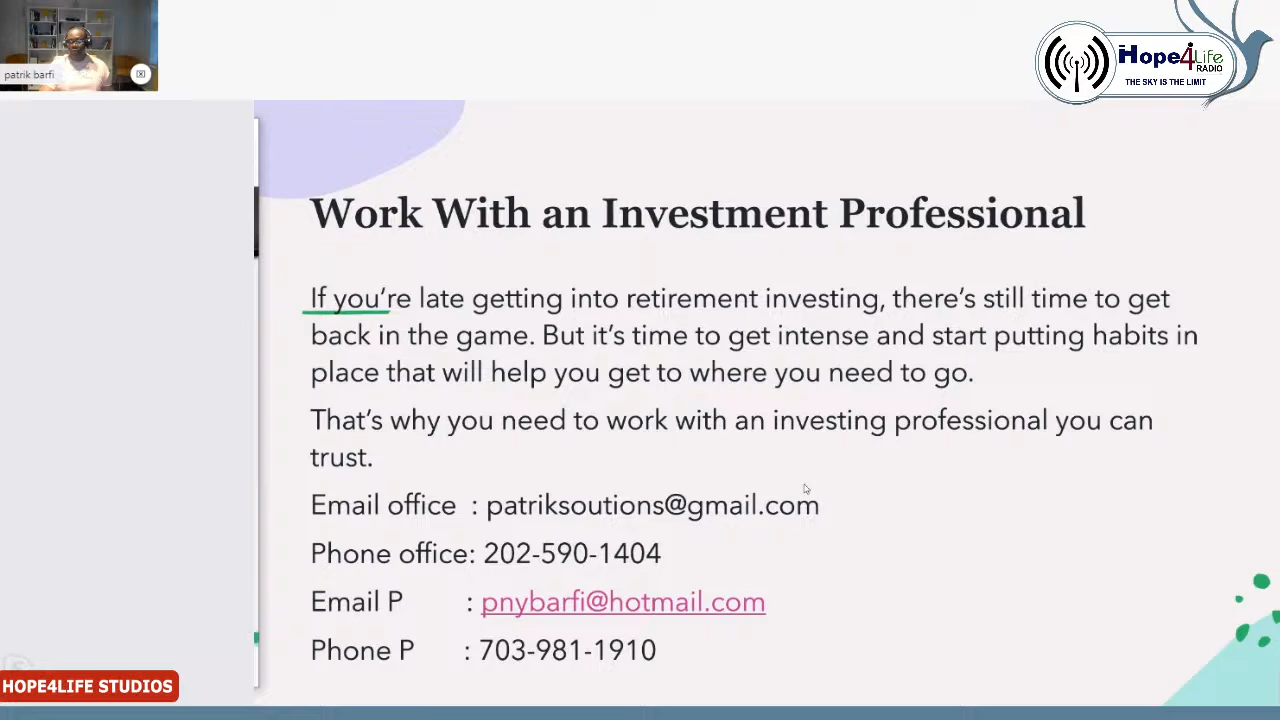 patrik barfi
Hope4Life
RADIO
THE SKY IS THE LIMIT
Work With an Investment Professional
If you’re late getting into retirement investing, there’s still time to get
back in the game. But it’s time to get intense and start putting habits in
place that will help you get to where you need to go.
That’s why you need to work with an investing professional you can
trust.
Email office : patriksoutions@gmail.com
Phone office: 202-590-1404
Email P : pnybarfi@hotmail.com
Phone P : 703-981-1910
HOPE4LIFE STUDIOS